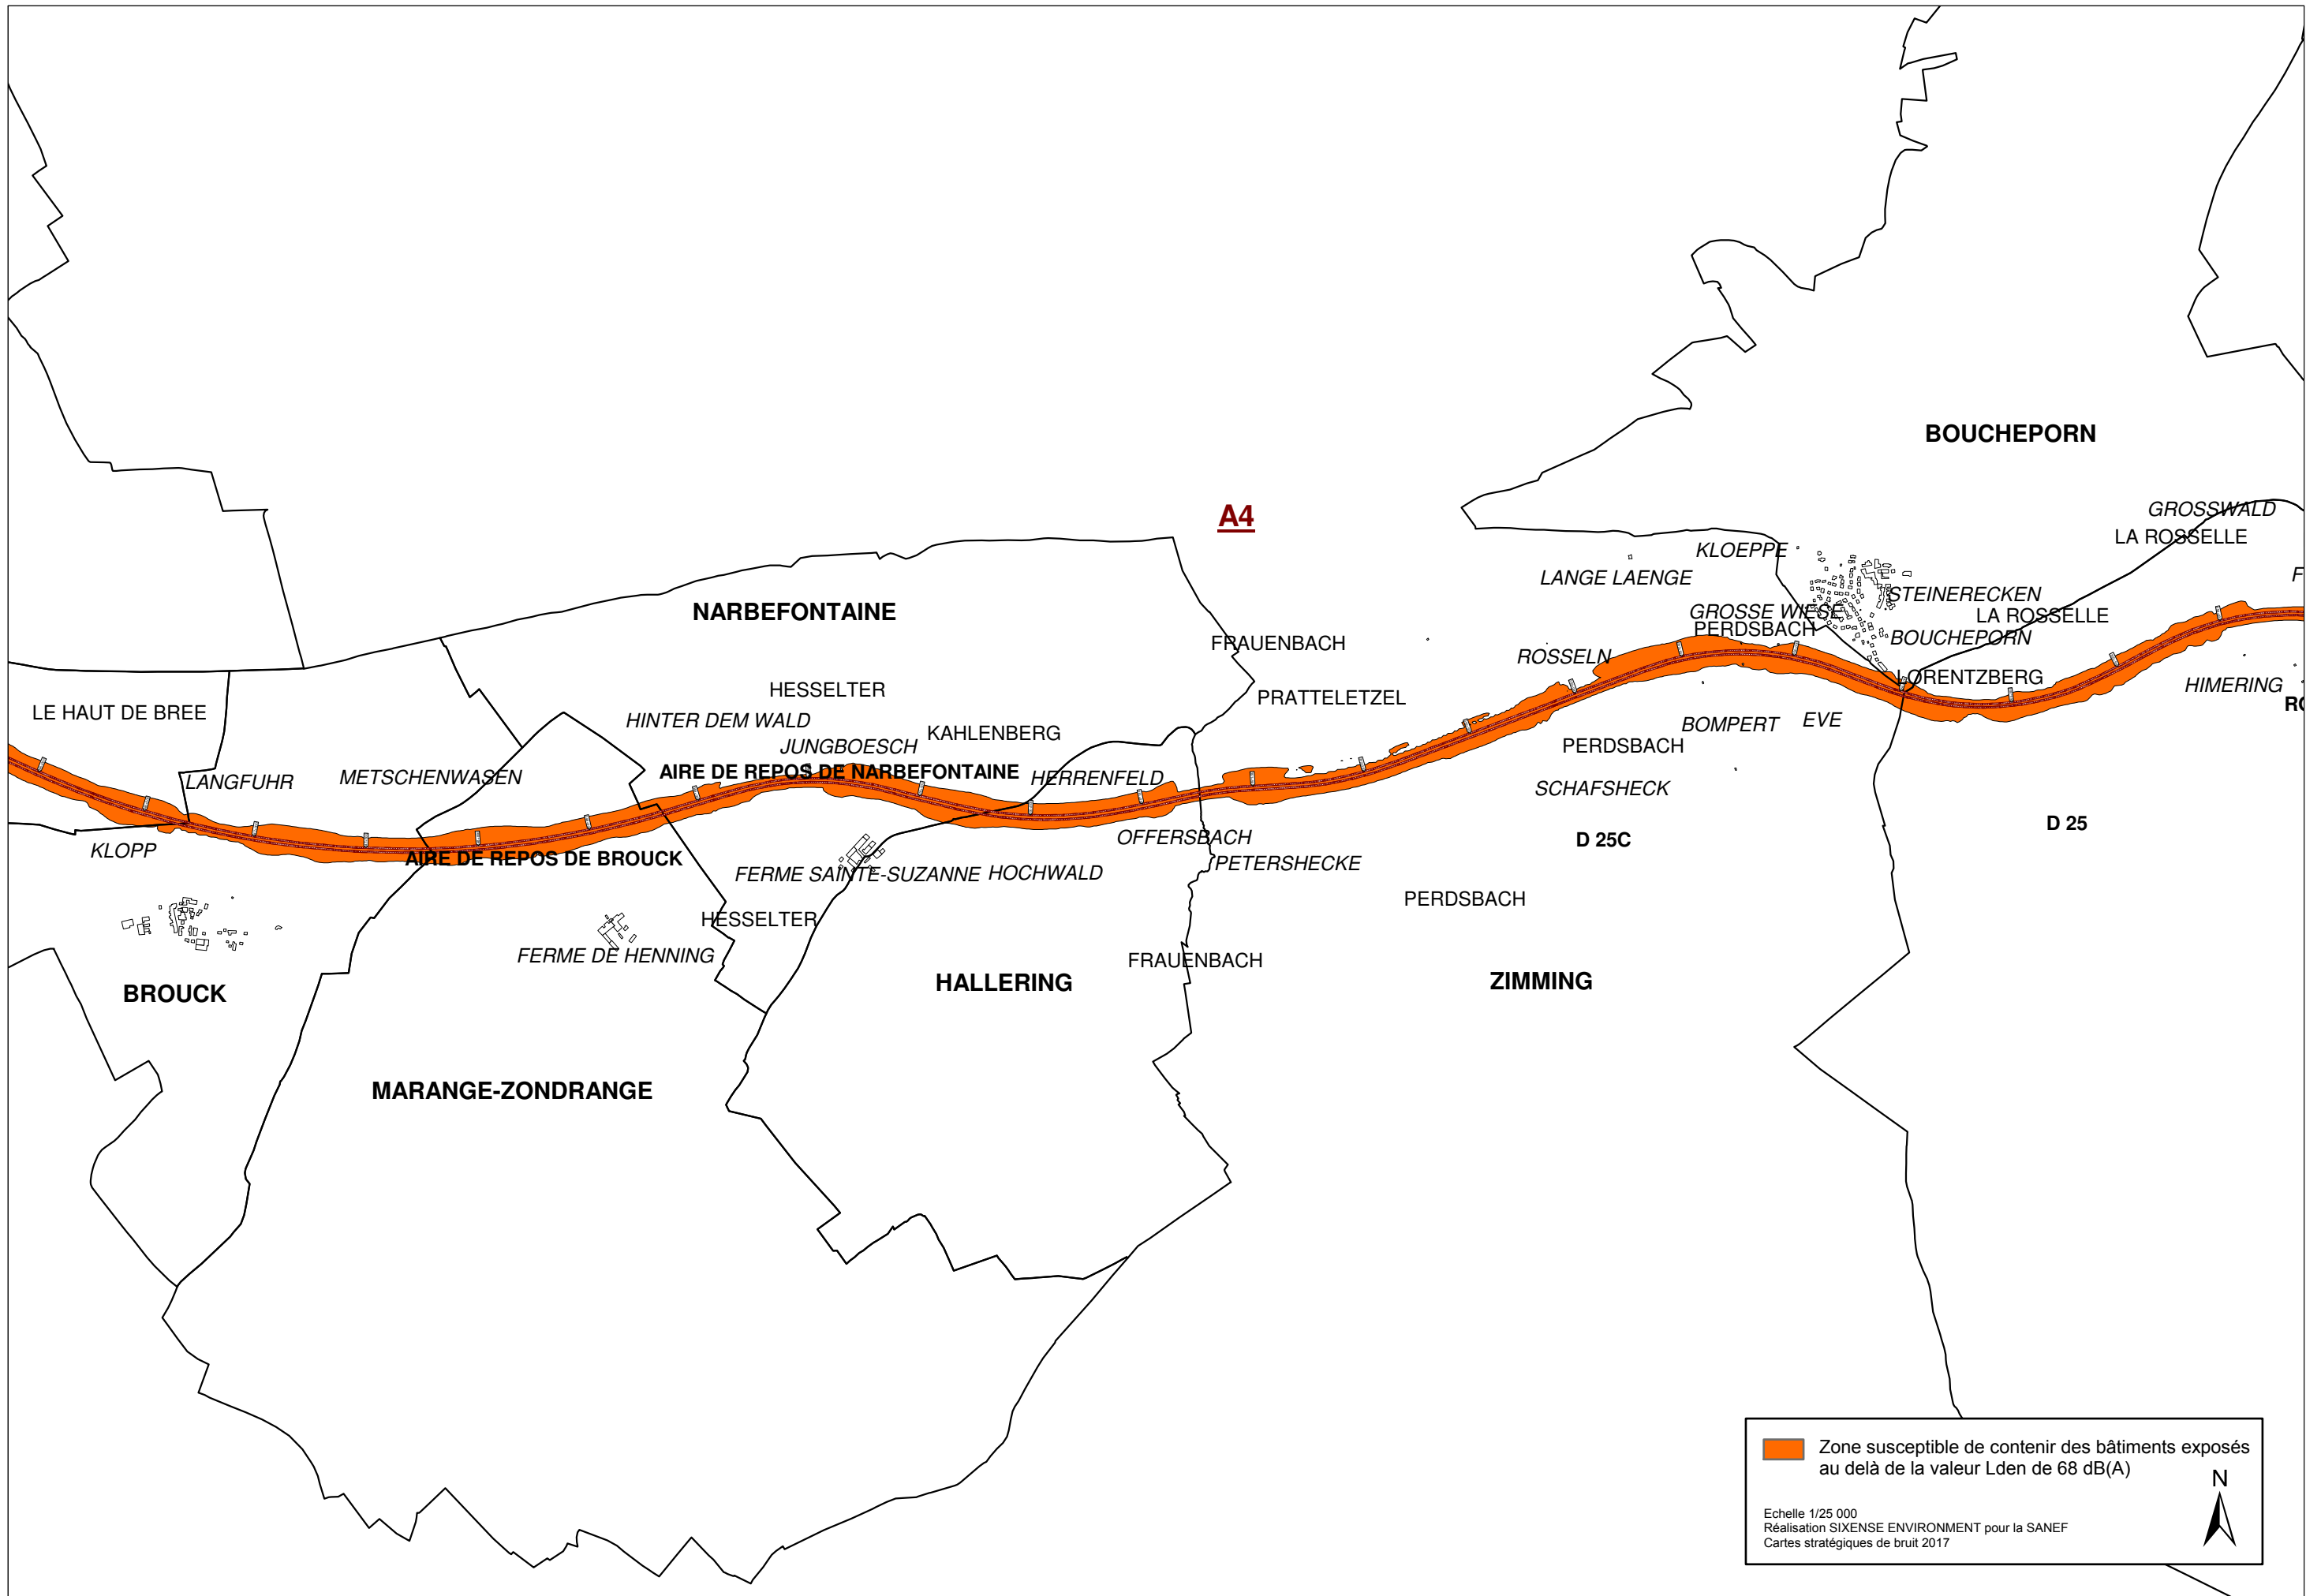 BOUCHEPORN
GROSSWALD
A4
LA ROSSELLE
KLOEPPE
LANGE LAENGE
F
STEINERECKEN
NARBEFONTAINE
GROSSE WIESE
LA ROSSELLE
PERDSBACH
BOUCHEPORN
FRAUENBACH
ROSSELN
LORENTZBERG
HIMERING
HESSELTER
PRATTELETZEL
RO
LE HAUT DE BREE
HINTER DEM WALD
BOMPERT
EVE
KAHLENBERG
JUNGBOESCH
PERDSBACH
AIRE DE REPOS DE NARBEFONTAINE
HERRENFELD
LANGFUHR
METSCHENWASEN
SCHAFSHECK
D 25
OFFERSBACH
D 25C
KLOPP
AIRE DE REPOS DE BROUCK
PETERSHECKE
FERME SAINTE-SUZANNE
HOCHWALD
PERDSBACH
HESSELTER
FERME DE HENNING
FRAUENBACH
BROUCK
HALLERING
ZIMMING
MARANGE-ZONDRANGE
Zone susceptible de contenir des bâtiments exposés
au delà de la valeur Lden de 68 dB(A)
N
Echelle 1/25 000
Réalisation SIXENSE ENVIRONMENT pour la SANEF
Cartes stratégiques de bruit 2017